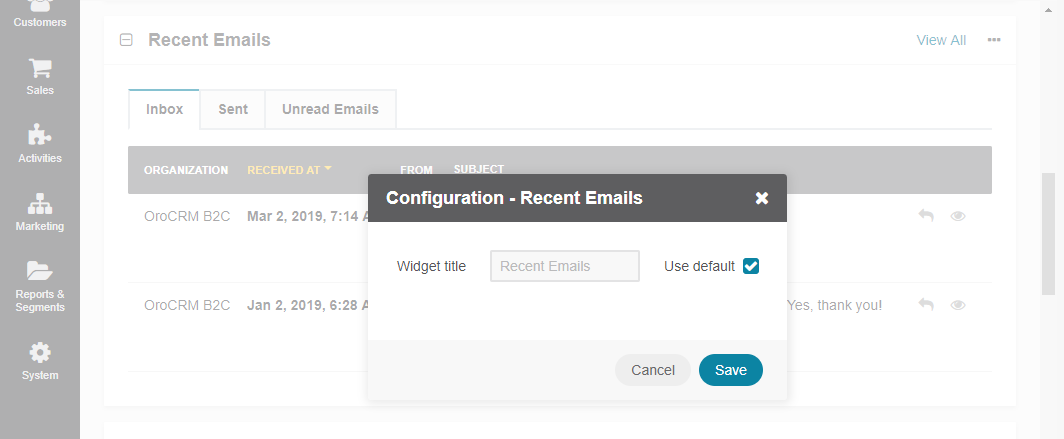 Customers
Sales
Activities
Marketing
Reports &
Segments
System
Recent Emails
View All
Inbox
Sent
Unread Emails
ORGANIZATION
RECEIVED AT
FROM
SUBJECT
OroCRM B2C
Mar 2, 2019, 7:14 A
OroCRM B2C
Jan 2, 2019, 6:28 A
Yes, thank you!
Configuration - Recent Emails
Widget title
Recent Emails
Use default
Cancel
Save